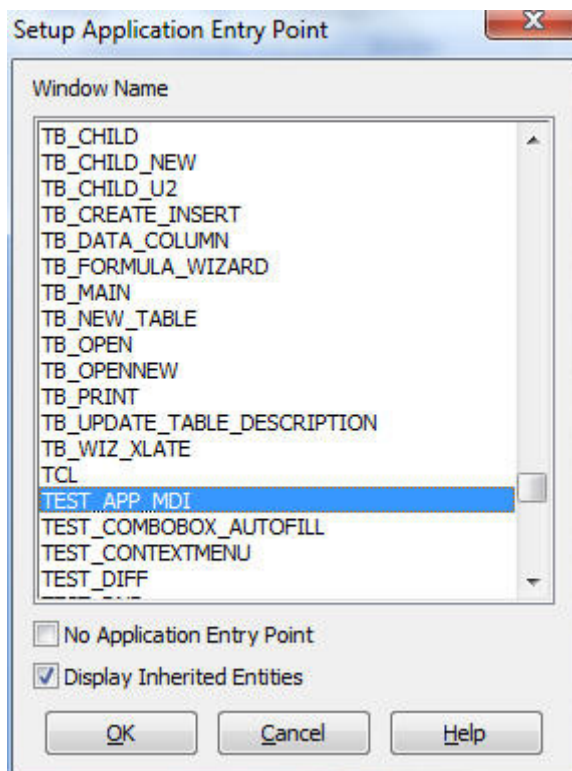 Setup Application Entry Point
Window Name
TB_CHILD
TB_CHILD_NEW
TB_CHILD_U2
TB_CREATE_INSERT
TB_DATA_COLUMN
TB_FORMULA_WIZARD
TB_MAIN
TB_NEW_TABLE
TB_OPEN
TB_OPENNEW
TB_PRINT
TB_UPDATE_TABLE_DESCRIPTION
TB_WIZ_XLATE
TCL
TEST_APP_MDI
TEST_COMBOBOX_AUTOFILL
TEST_CONTEXTMENU
TEST_DIFF
No Application Entry Point
Display Inherited Entities
OK Cancel Help